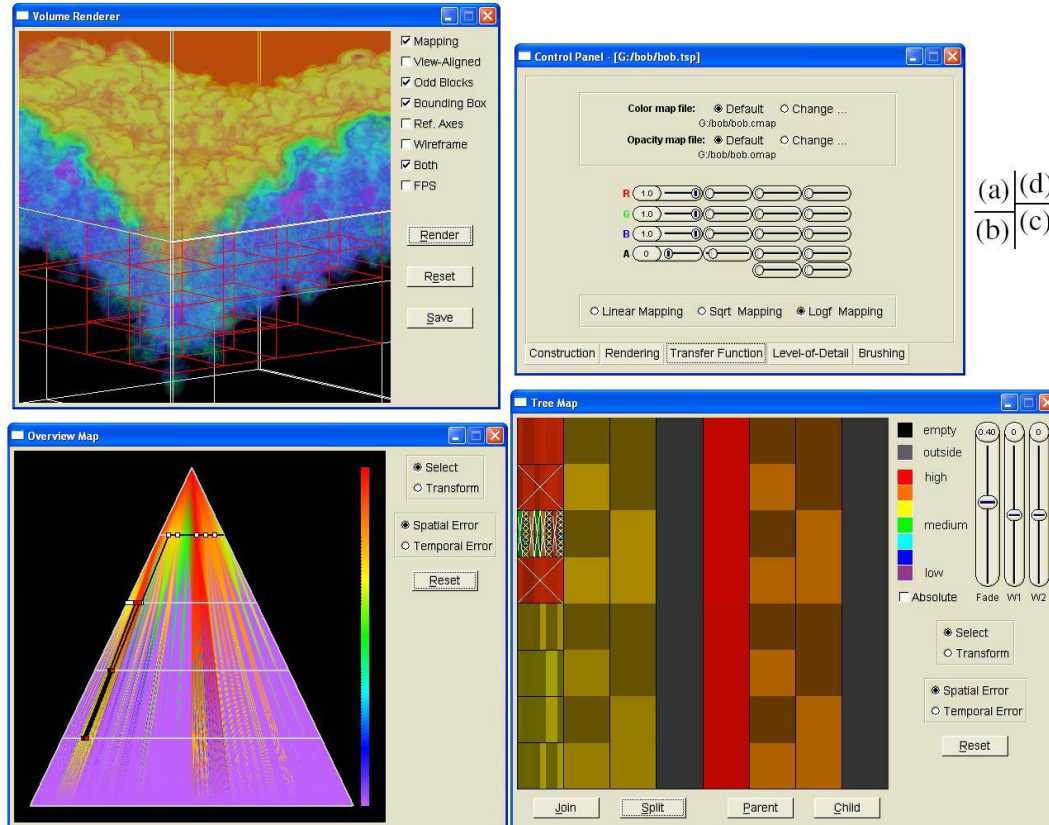 Volume Renderer
Mapping
View-Aligned
Odd Blocks
Bounding Box
Ref. Axes
Wireframe
Both
FPS
Render
Reset
Save
Control Panel - [G:/bob/bob.tsp]
Color map file: Default Change ...
G:/bob/bob.cmap
Opacity map file: Default Change ...
G:/bob/bob.omap
R 1.0
G 1.0
B 1.0
A 0
Linear Mapping Sqrt Mapping Logf Mapping
Construction Rendering Transfer Function Level-of-Detail Brushing
(a) (d)
(b) (c)
Overview Map
Select
Transform
Spatial Error
Temporal Error
Reset
Tree Map
empty
outside
high
medium
low
Absolute
0.40 0 0
Fade W1 W2
Select
Transform
Spatial Error
Temporal Error
Reset
Join Split Parent Child